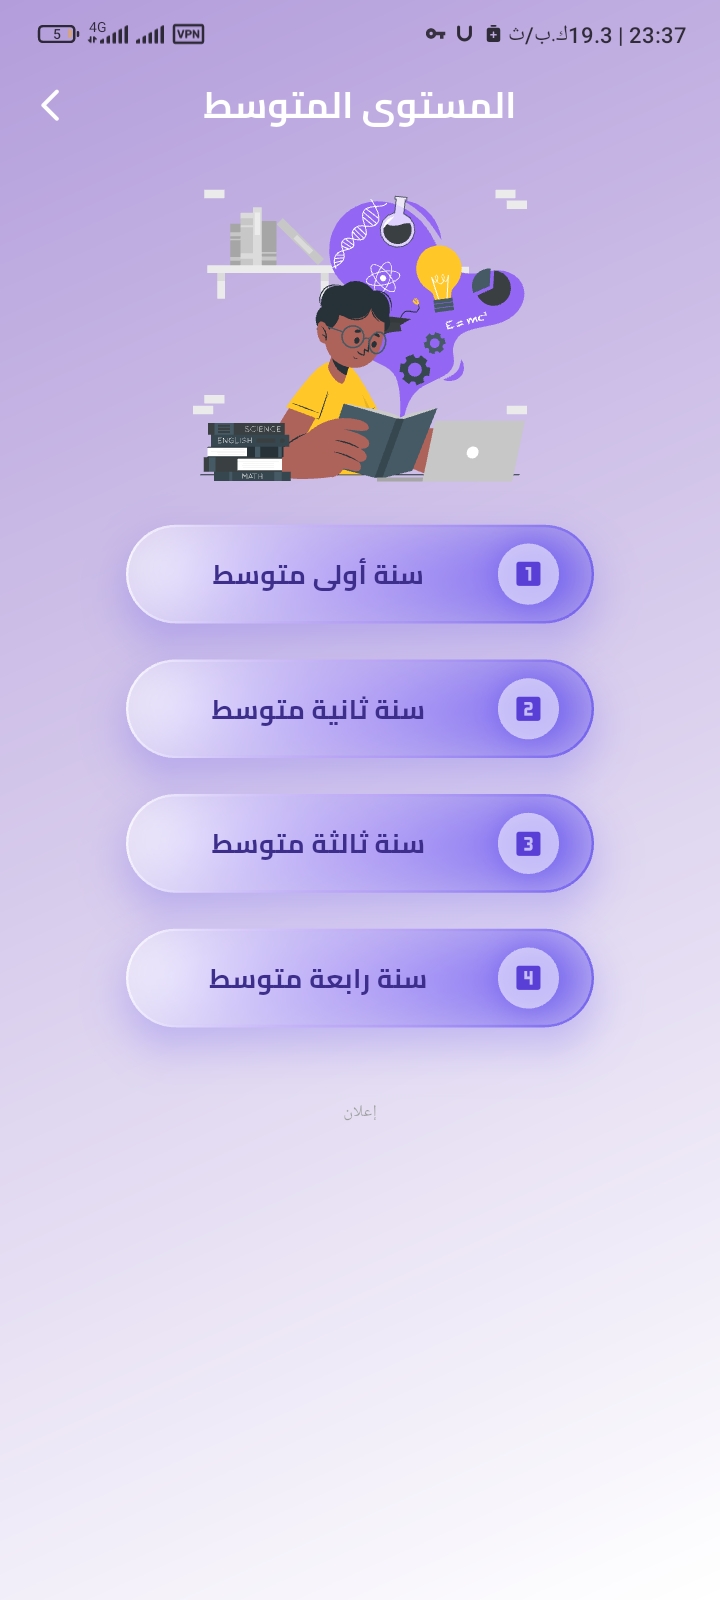 23:37 | 19.3ك.ب/ث
VPN
4G
5
المستوى المتوسط
E = mc²
SCIENCE
ENGLISH
MATH
1
سنة أولى متوسط
2
سنة ثانية متوسط
3
سنة ثالثة متوسط
4
سنة رابعة متوسط
إعلان